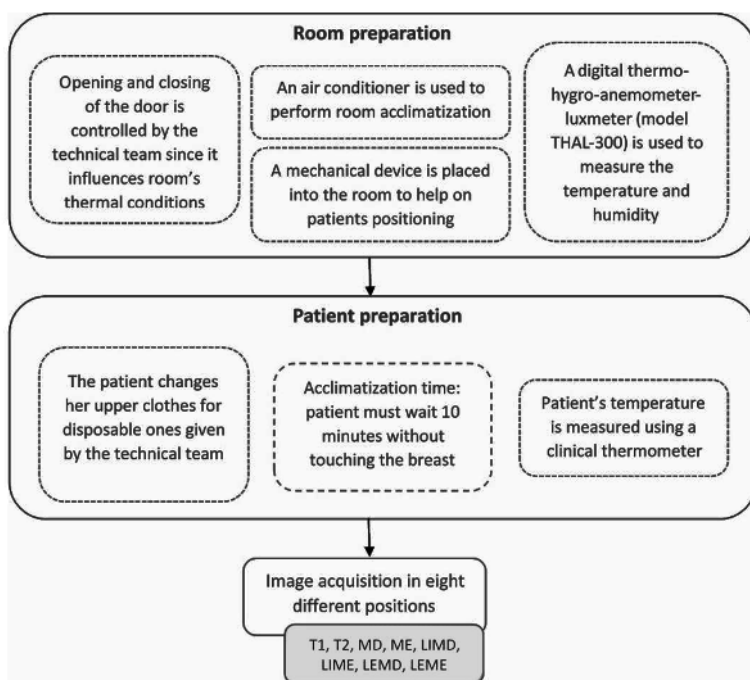 Room preparation
Opening and closing
of the door is
controlled by the
technical team since it
influences room's
thermal conditions
An air conditioner is used to
perform room acclimatization
A mechanical device is placed
into the room to help on
patients positioning
A digital thermo-
hygro-anemometer-
luxmeter (model
THAL-300) is used to
measure the
temperature and
humidity
Patient preparation
The patient changes
her upper clothes for
disposable ones given
by the technical team
Acclimatization time:
patient must wait 10
minutes without
touching the breast
Patient's temperature
is measured using a
clinical thermometer
Image acquisition in eight
different positions
T1, T2, MD, ME, LIMD,
LIME, LEMD, LEME